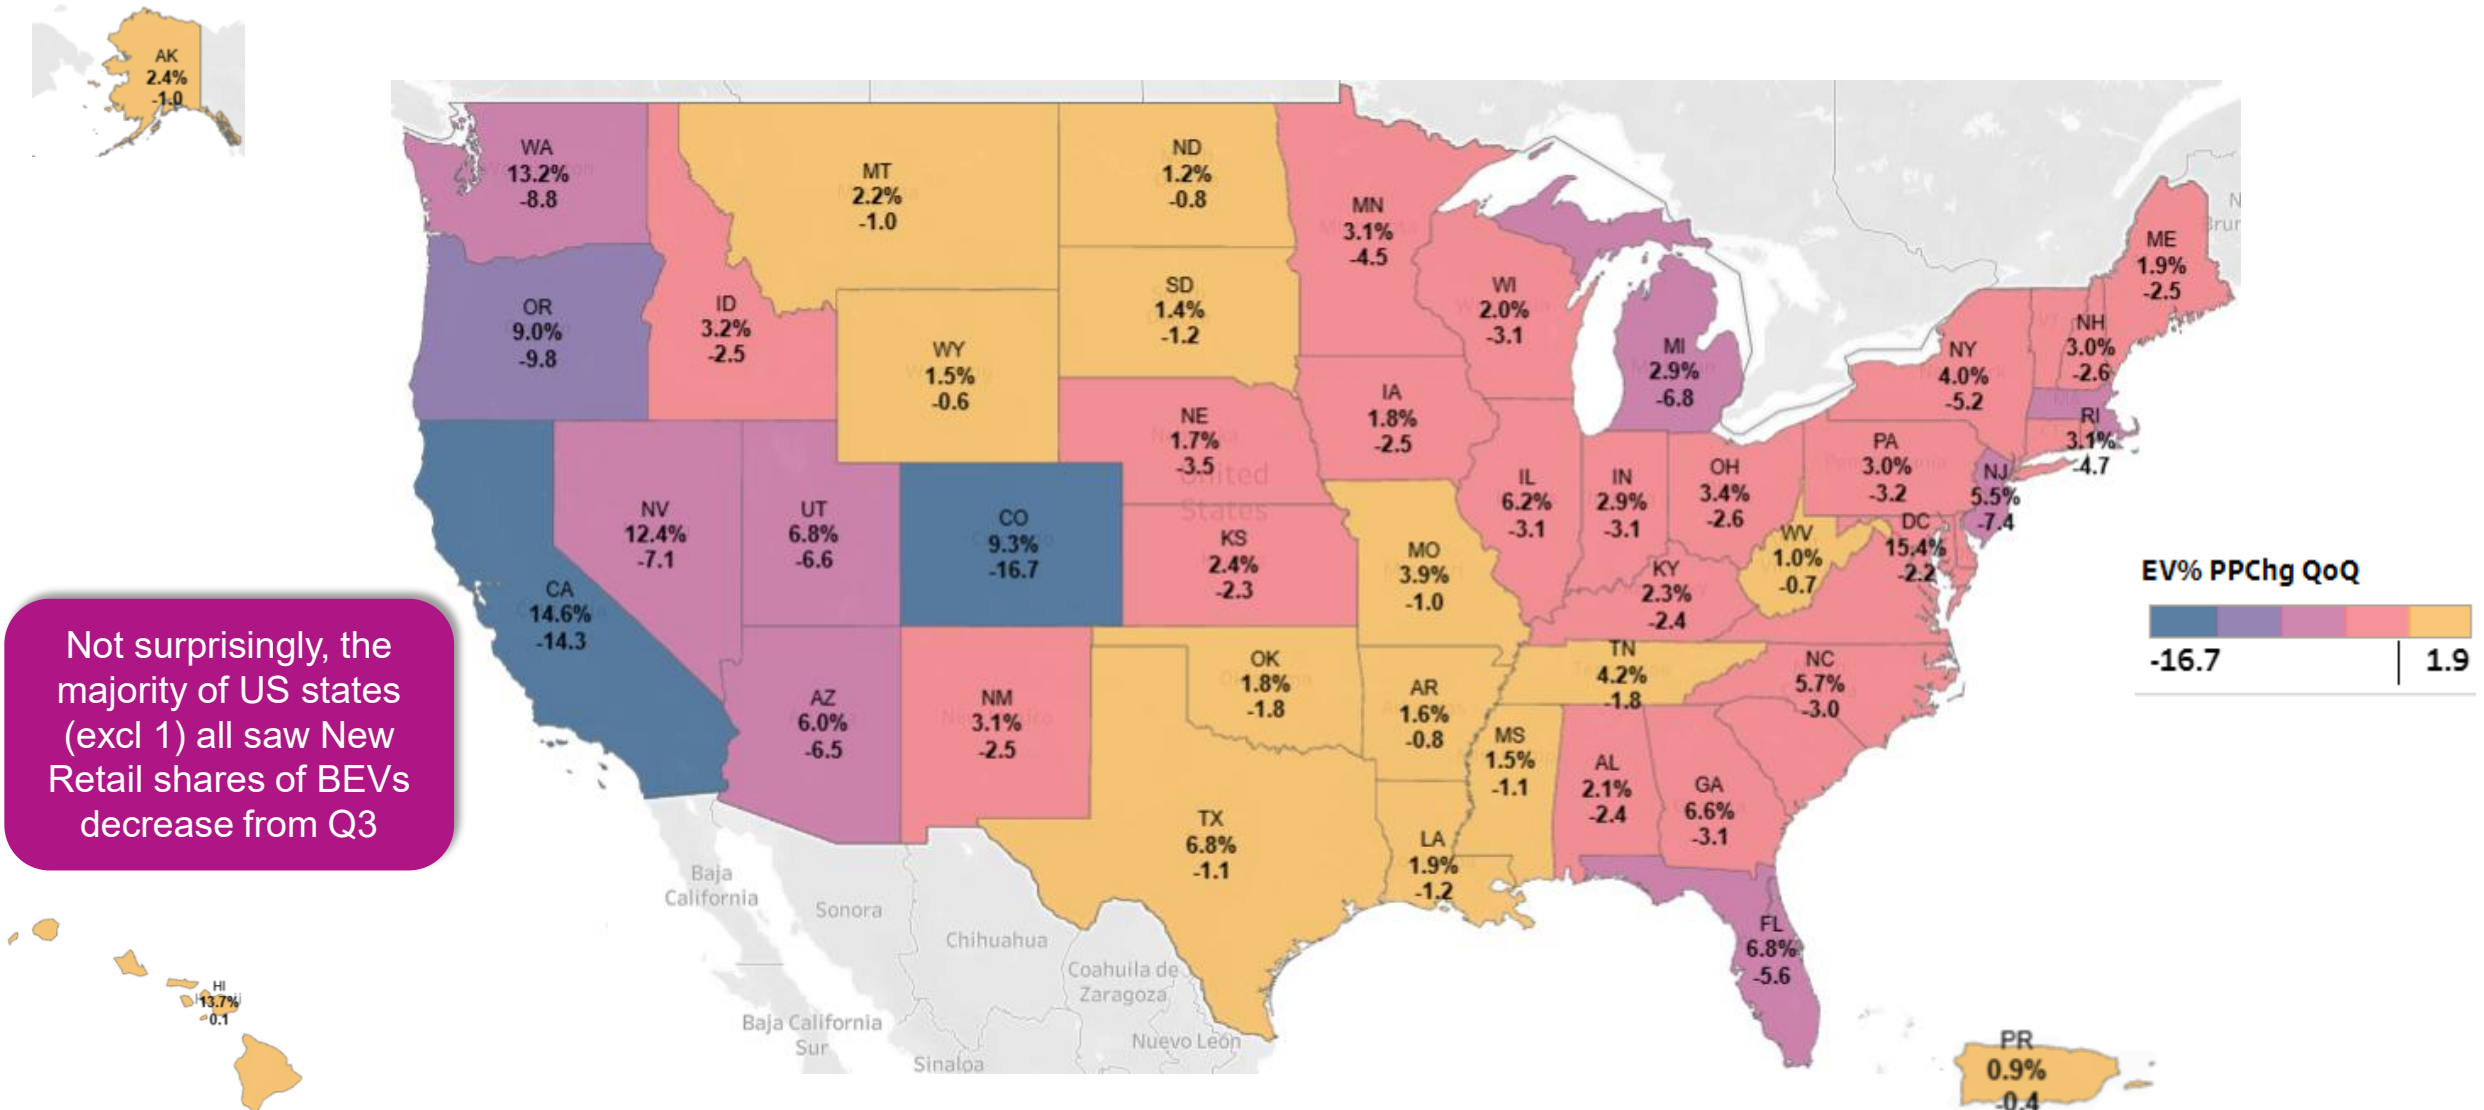 AK
2.4%
-1.0
WA
13.2%
-8.8
MT
2.2%
-1.0
ND
1.2%
-0.8
MN
3.1%
-4.5
ME
1.9%
-2.5
OR
9.0%
-9.8
ID
3.2%
-2.5
SD
1.4%
-1.2
WI
2.0%
-3.1
MI
2.9%
-6.8
NY
4.0%
-5.2
NH
3.0%
-2.6
WY
1.5%
-0.6
NE
1.7%
-3.5
IA
1.8%
-2.5
RI
3.1%
-4.7
PA
3.0%
-3.2
NJ
5.5%
-7.4
United
States
NV
12.4%
-7.1
UT
6.8%
-6.6
CO
9.3%
-16.7
KS
2.4%
-2.3
MO
3.9%
-1.0
IL
6.2%
-3.1
IN
2.9%
-3.1
OH
3.4%
-2.6
WV
1.0%
-0.7
DC
15.4%
-2.2
KY
2.3%
-2.4
CA
14.6%
-14.3
AZ
6.0%
-6.5
NM
3.1%
-2.5
OK
1.8%
-1.8
AR
1.6%
-0.8
TN
4.2%
-1.8
NC
5.7%
-3.0
MS
1.5%
-1.1
AL
2.1%
-2.4
GA
6.6%
-3.1
TX
6.8%
-1.1
LA
1.9%
-1.2
FL
6.8%
-5.6
HI
13.7%
0.1
PR
0.9%
-0.4
EV% PPChg QoQ
-16.7
1.9
Not surprisingly, the
majority of US states
(excl 1) all saw New
Retail shares of BEVs
decrease from Q3
Baja
California
Sonora
Chihuahua
Coahuila de
Zaragoza
Baja California
Sur
Sinaloa
Nuevo León